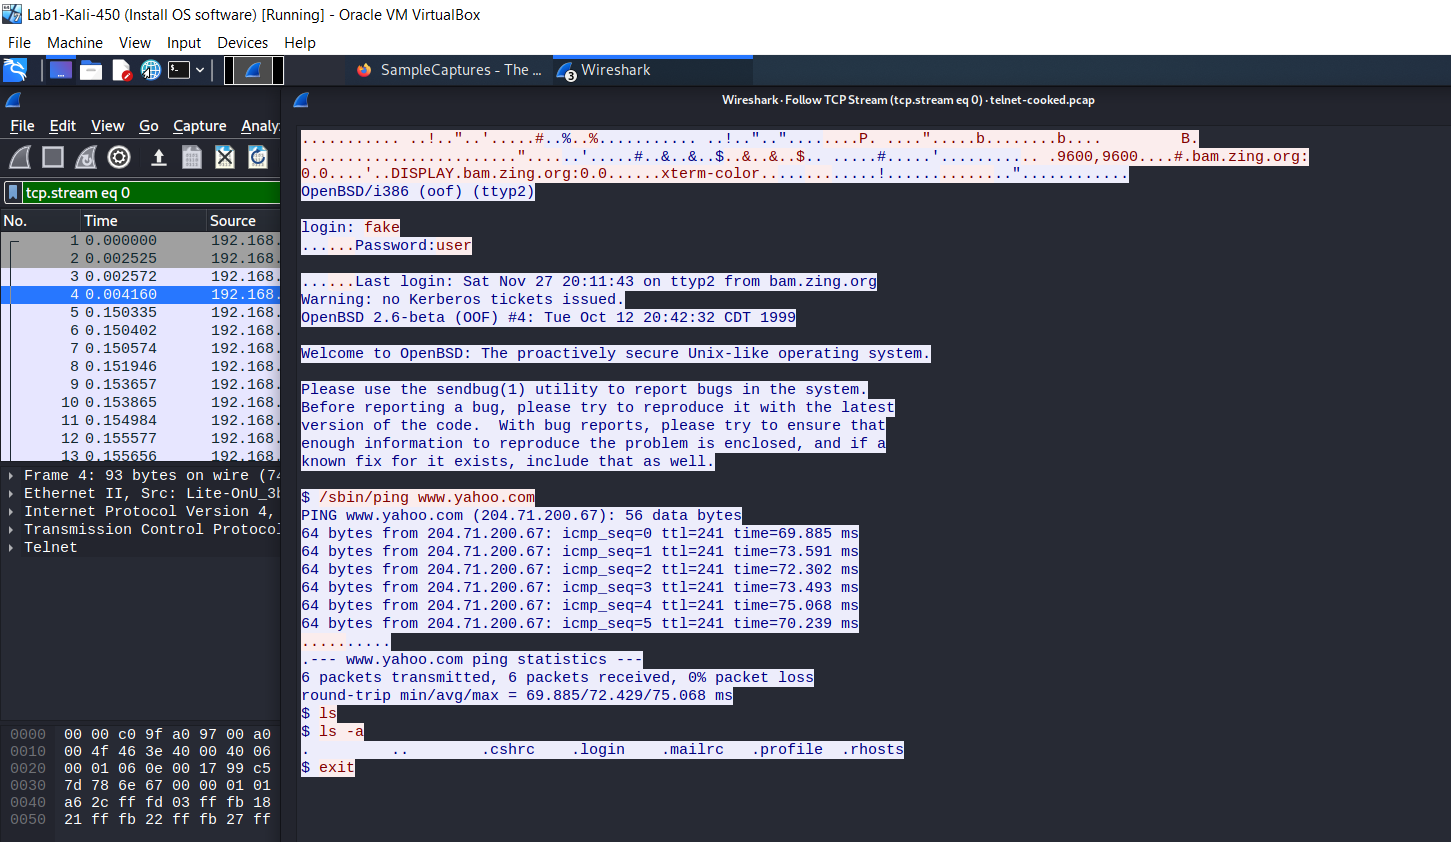 Lab1-Kali-450 (Install OS software) [Running] - Oracle VM VirtualBox
File Machine View Input Devices Help
SampleCaptures - The ... Wireshark
3
Wireshark · Follow TCP Stream (tcp.stream eq 0) · telnet-cooked.pcap
File Edit View Go Capture Analy
tcp.stream eq 0
No. Time Source
1 0.000000 192.168.
2 0.002525 192.168.
3 0.002572 192.168.
4 0.004160 192.168.
5 0.150335 192.168.
6 0.150402 192.168.
7 0.150574 192.168.
8 0.151946 192.168.
9 0.153657 192.168.
10 0.153865 192.168.
11 0.154984 192.168.
12 0.155577 192.168.
13 0.155656 192.168.
Frame 4: 93 bytes on wire (74
Ethernet II, Src: Lite-OnU_3b
Internet Protocol Version 4,
Transmission Control Protoco
Telnet
0000 00 00 c0 9f a0 97 00 a0
0010 00 4f 46 3e 40 00 40 06
0020 00 01 06 0e 00 17 99 c5
0030 7d 78 6e 67 00 00 01 01
0040 a6 2c ff fd 03 ff fb 18
0050 21 ff fb 22 ff fb 27 ff
........... ..!.."..'.....#..%..%........... ..!..".."........P......".....b........b.... B.
........................"......'.....#..&..&..$..&..&..$.. .....#.....'........... ..9600,9600....#.bam.zing.org:
0.0....'..DISPLAY.bam.zing.org:0.0......xterm-color.............!.............."............
OpenBSD/i386 (oof) (ttyp2)
login: fake
......Password:user
......Last login: Sat Nov 27 20:11:43 on ttyp2 from bam.zing.org
Warning: no Kerberos tickets issued.
OpenBSD 2.6-beta (OOF) #4: Tue Oct 12 20:42:32 CDT 1999
Welcome to OpenBSD: The proactively secure Unix-like operating system.
Please use the sendbug(1) utility to report bugs in the system.
Before reporting a bug, please try to reproduce it with the latest
version of the code.  With bug reports, please try to ensure that
enough information to reproduce the problem is enclosed, and if a
known fix for it exists, include that as well.
$ /sbin/ping www.yahoo.com
PING www.yahoo.com (204.71.200.67): 56 data bytes
64 bytes from 204.71.200.67: icmp_seq=0 ttl=241 time=69.885 ms
64 bytes from 204.71.200.67: icmp_seq=1 ttl=241 time=73.591 ms
64 bytes from 204.71.200.67: icmp_seq=2 ttl=241 time=72.302 ms
64 bytes from 204.71.200.67: icmp_seq=3 ttl=241 time=73.493 ms
64 bytes from 204.71.200.67: icmp_seq=4 ttl=241 time=75.068 ms
64 bytes from 204.71.200.67: icmp_seq=5 ttl=241 time=70.239 ms
..........
.--- www.yahoo.com ping statistics ---
6 packets transmitted, 6 packets received, 0% packet loss
round-trip min/avg/max = 69.885/72.429/75.068 ms
$ ls
$ ls -a
. .. .cshrc .login .mailrc .profile .rhosts
$ exit